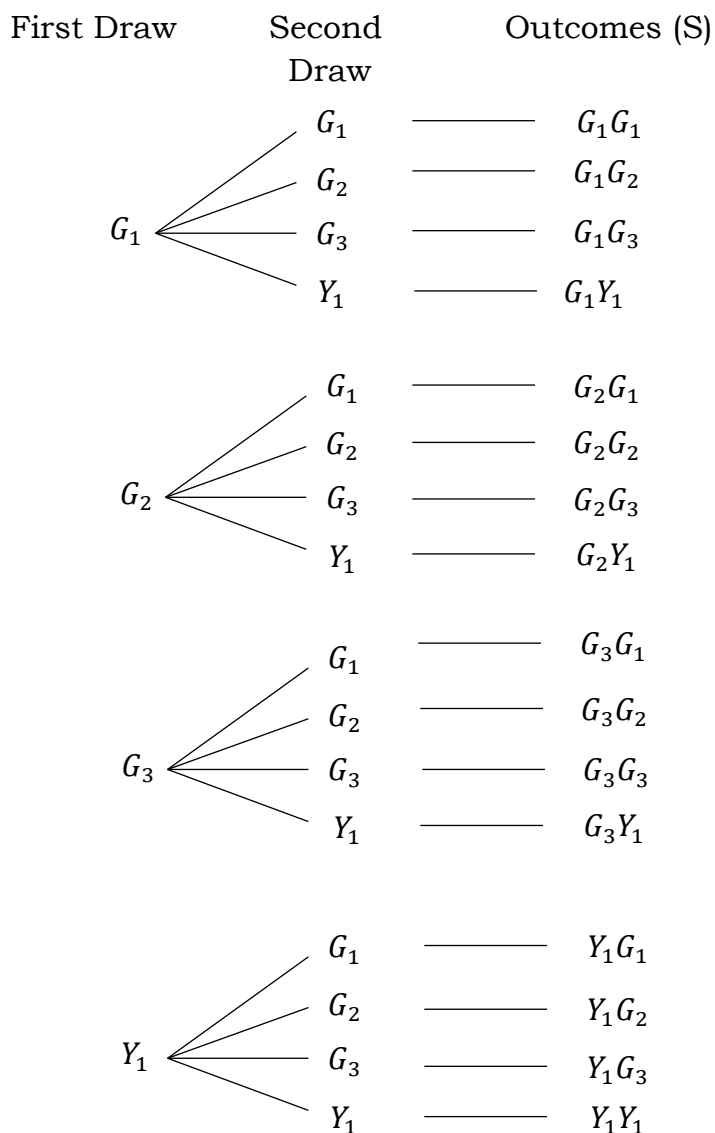 First Draw Second Draw Outcomes (S)
G₁ G₁ G₁G₁
G₂ G₁G₂
G₃ G₁G₃
Y₁ G₁Y₁
G₂ G₁ G₂G₁
G₂ G₂G₂
G₃ G₂G₃
Y₁ G₂Y₁
G₃ G₁ G₃G₁
G₂ G₃G₂
G₃ G₃G₃
Y₁ G₃Y₁
Y₁ G₁ Y₁G₁
G₂ Y₁G₂
G₃ Y₁G₃
Y₁ Y₁Y₁